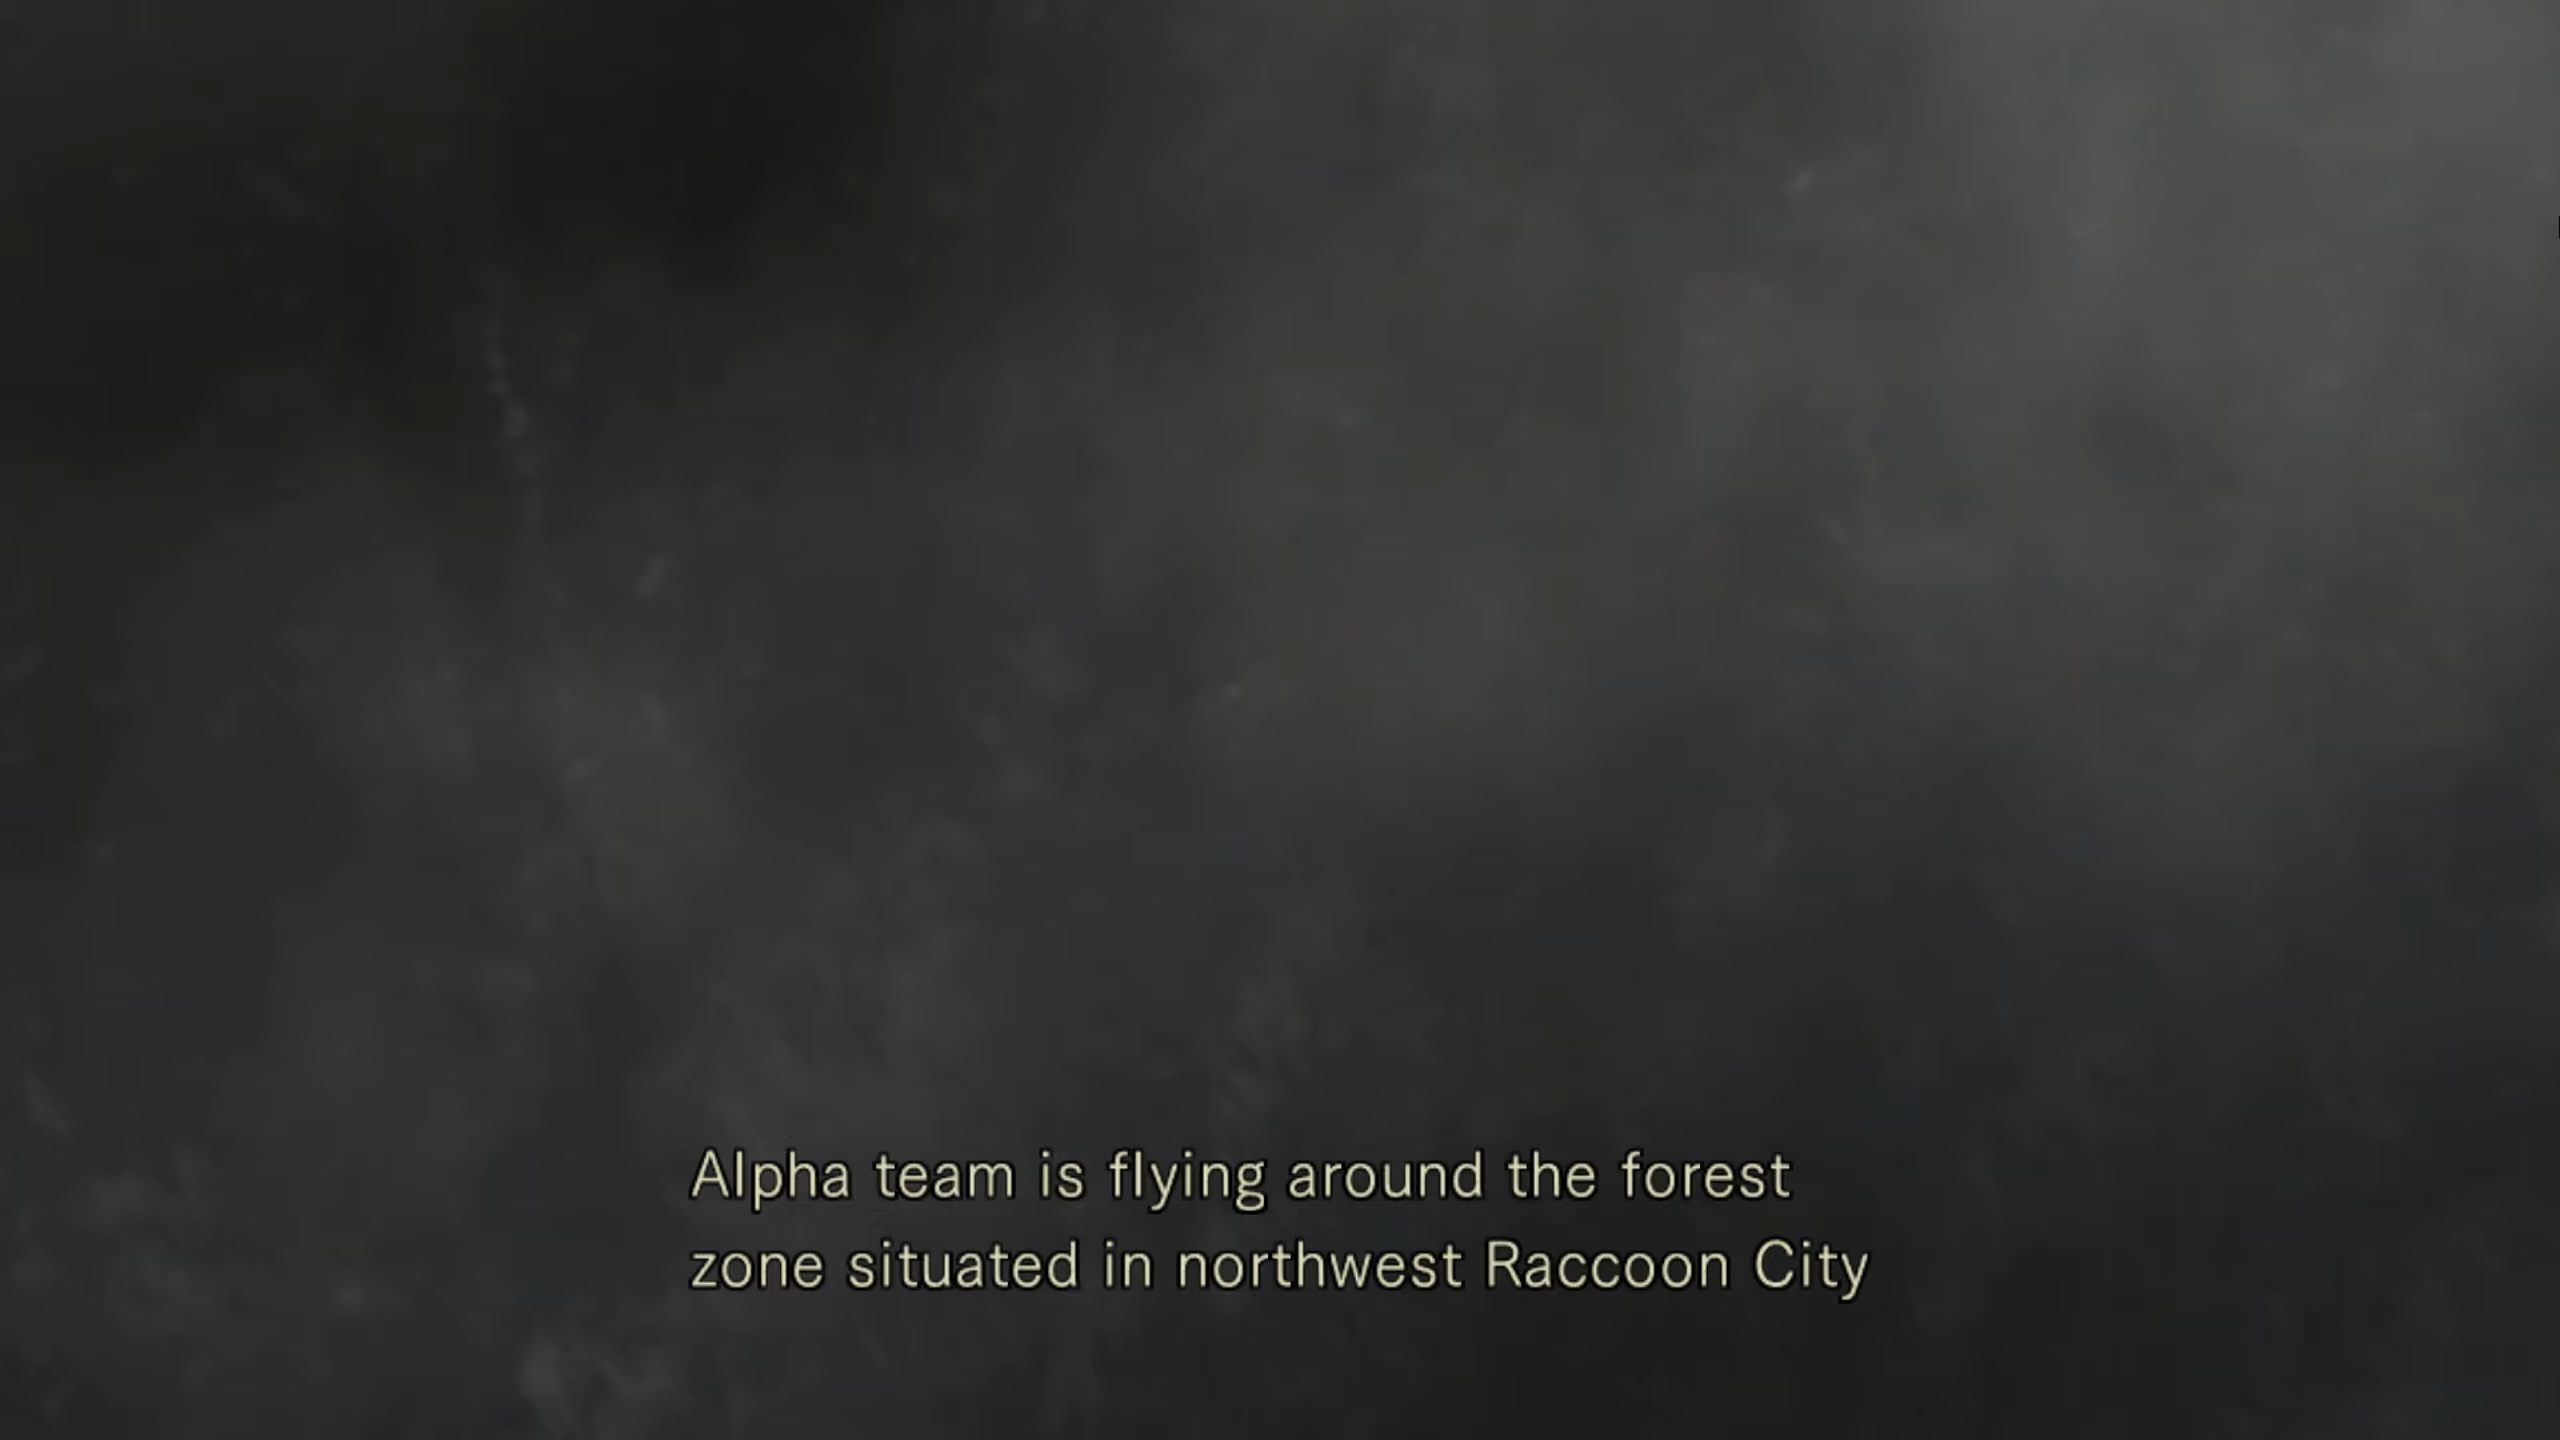 Alpha team is flying around the forest
zone situated in northwest Raccoon City